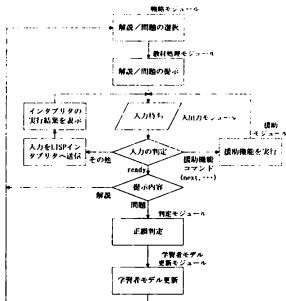 戦略モジュール
解説／問題の選択
教材処理モジュール
解説／問題の提示
インタプリタの
実行結果を表示
入力待ち
入出力モジュール
援助
モジュール
入力をLISPイン
タプリタへ送信
その他
入力の判定
援助機能
コマンド
(next,･･･)
援助機能を実行
ready
解説
提示内容
問題
判定モジュール
正誤判定
学習者モデル
更新モジュール
学習者モデル更新